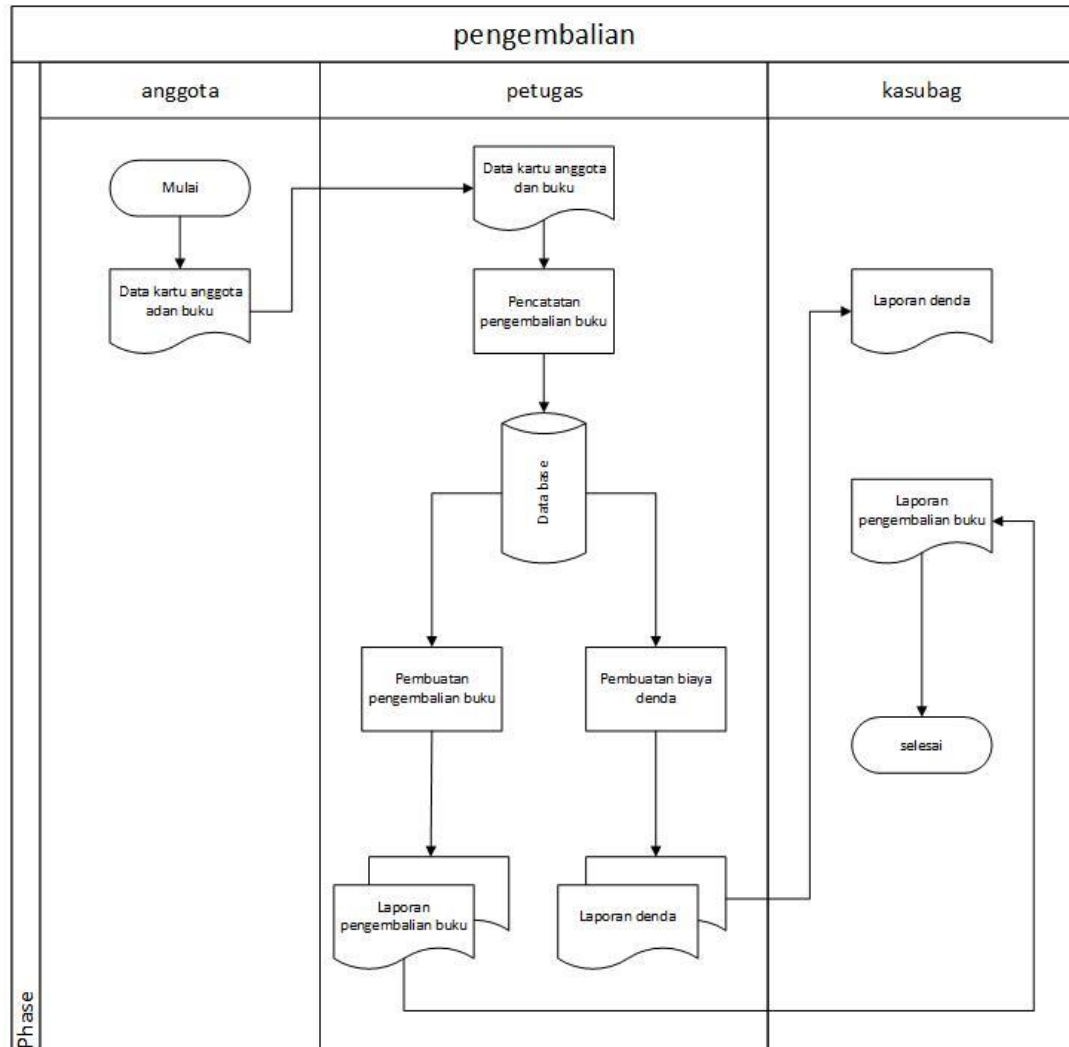 pengembalian
anggota
petugas
kasubag
Mulai
Data kartu anggota
adan buku
Data kartu anggota
dan buku
Pencatatan
pengembalian buku
Data base
Pembuatan
pengembalian buku
Pembuatan biaya
denda
Laporan
pengembalian buku
Laporan denda
Laporan denda
Laporan
pengembalian buku
selesai
Phase